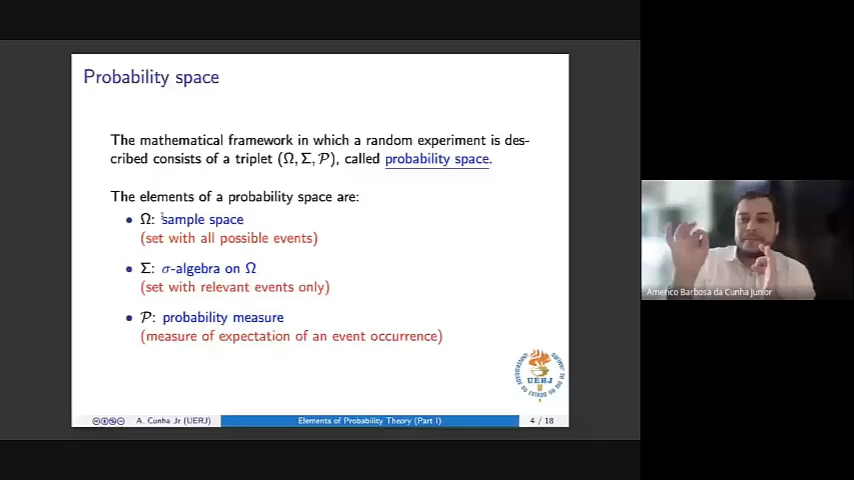 Probability space
The mathematical framework in which a random experiment is des-
cribed consists of a triplet (Ω, Σ, 𝒫), called probability space.
The elements of a probability space are:
• Ω: sample space
(set with all possible events)
• Σ: σ-algebra on Ω
(set with relevant events only)
• 𝒫: probability measure
(measure of expectation of an event occurrence)
UERJ
A. Cunha Jr (UERJ)
Elements of Probability Theory (Part I)
4 / 18
Americo Barbosa da Cunha Junior